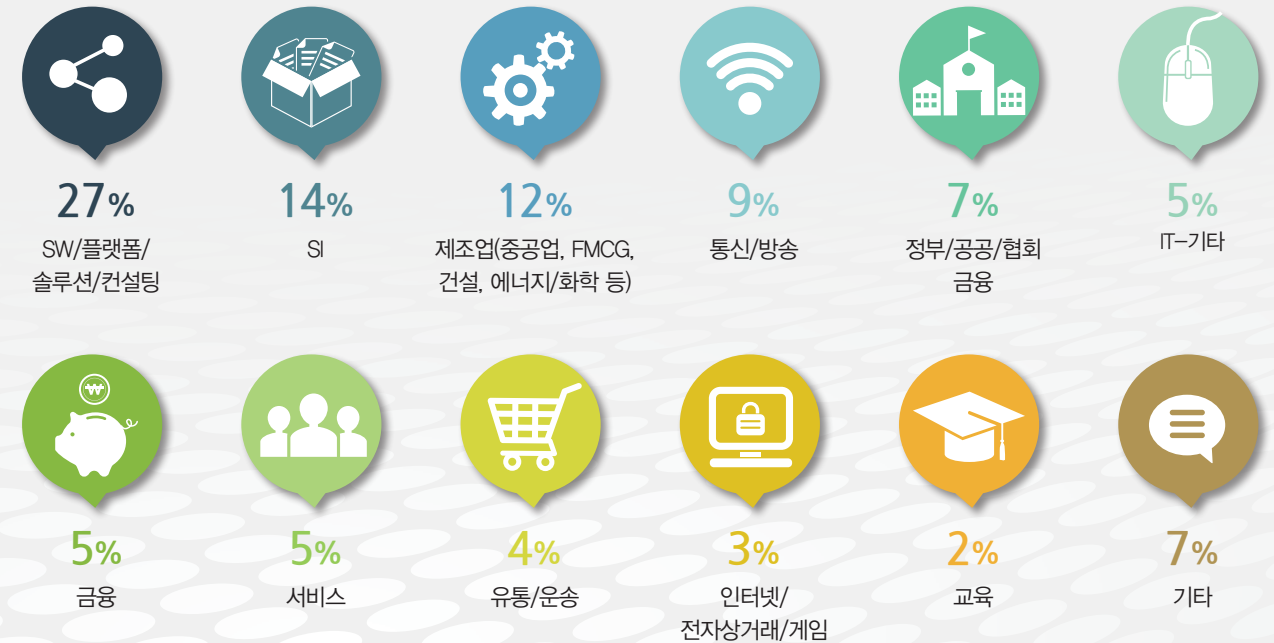 27%
SW/플랫폼/
솔루션/컨설팅
14%
SI
12%
제조업(중공업, FMCG,
건설, 에너지/화학 등)
9%
통신/방송
7%
정부/공공/협회
금융
5%
IT-기타
₩
5%
금융
5%
서비스
4%
유통/운송
3%
인터넷/
전자상거래/게임
2%
교육
7%
기타